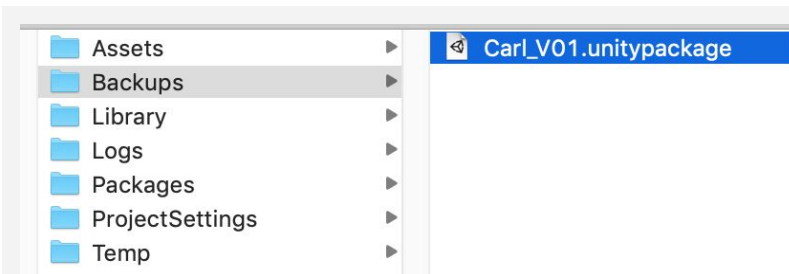 Assets
Backups
Library
Logs
Packages
ProjectSettings
Temp
Carl_V01.unitypackage